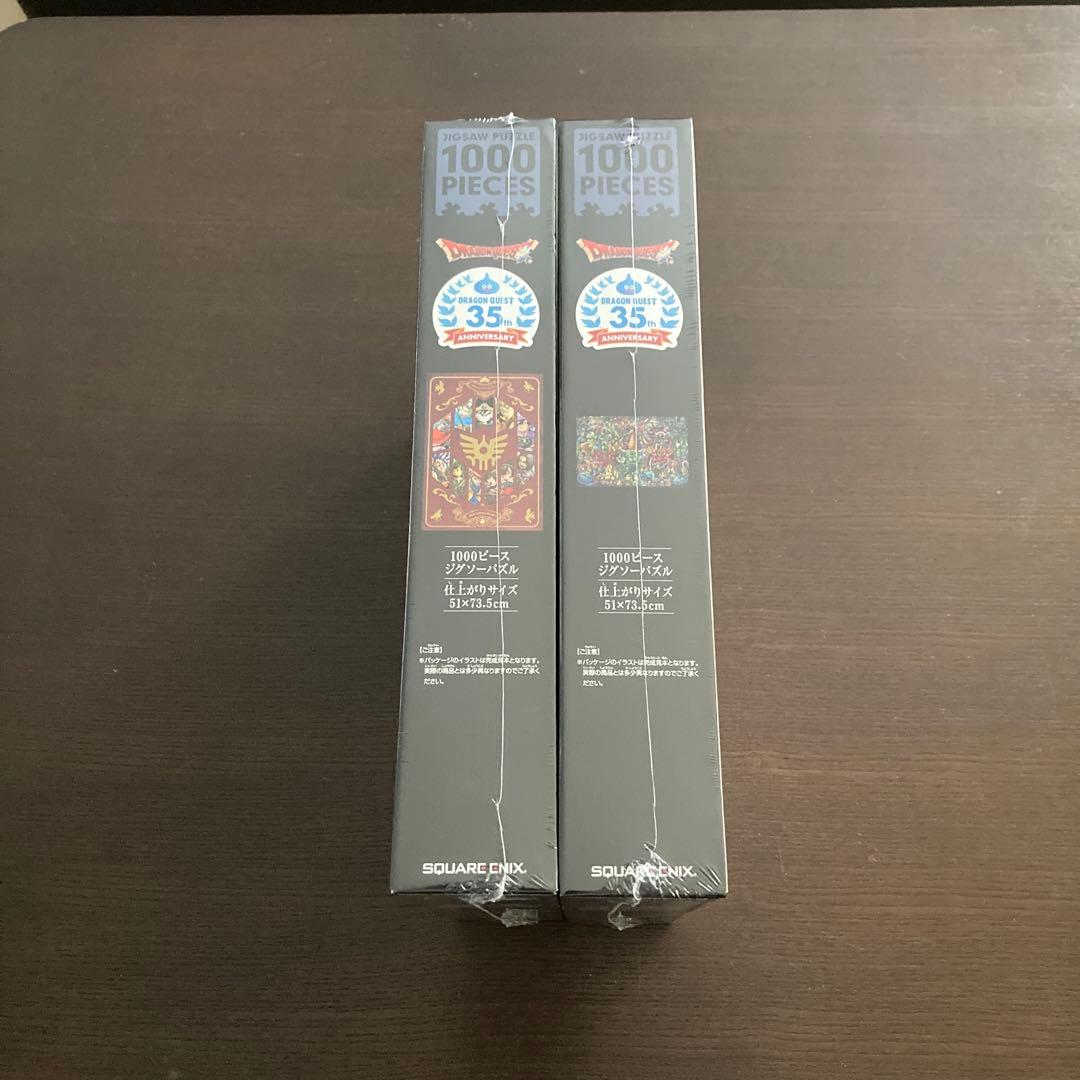 JIGSAW PUZZLE
1000
PIECES
DRAGON QUEST
DRAGON QUEST
35th
ANNIVERSARY
1000ピース
ジグソーパズル
仕上がりサイズ
51×73.5cm
【ご注意】
※パッケージのイラストは完成見本となります。
実際の商品とは多少異なりますのでご了承く
ださい。
SQUARE ENIX.
JIGSAW PUZZLE
1000
PIECES
DRAGON QUEST
DRAGON QUEST
35th
ANNIVERSARY
1000ピース
ジグソーパズル
仕上がりサイズ
51×73.5cm
【ご注意】
※パッケージのイラストは完成見本となります。
実際の商品とは多少異なりますのでご了承く
ださい。
SQUARE ENIX.